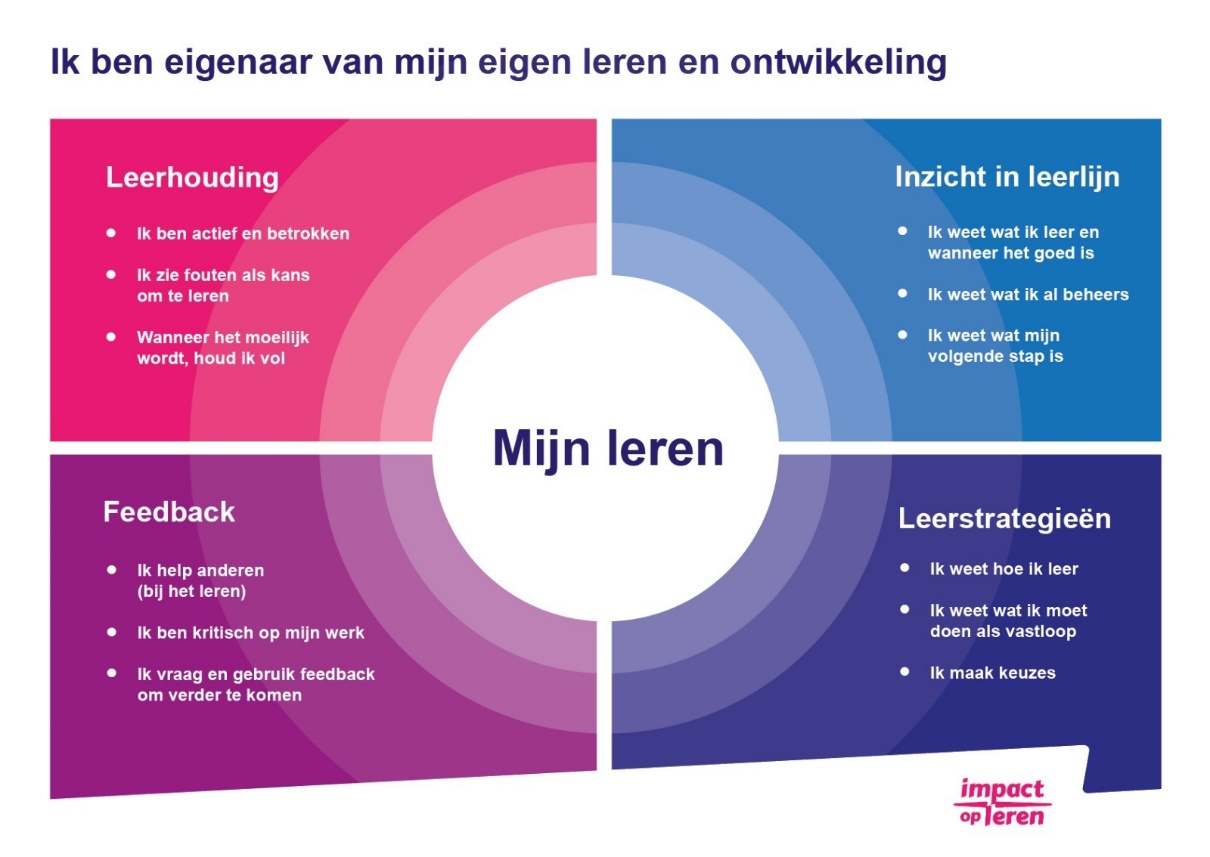 Ik ben eigenaar van mijn eigen leren en ontwikkeling
Leerhouding
Ik ben actief en betrokken
Ik zie fouten als kans
om te leren
Wanneer het moeilijk
wordt, houd ik vol
Inzicht in leerlijn
Ik weet wat ik leer en
wanneer het goed is
Ik weet wat ik al beheers
Ik weet wat mijn
volgende stap is
Mijn leren
Feedback
Ik help anderen
(bij het leren)
Ik ben kritisch op mijn werk
Ik vraag en gebruik feedback
om verder te komen
Leerstrategieën
Ik weet hoe ik leer
Ik weet wat ik moet
doen als vastloop
Ik maak keuzes
impact
op leren